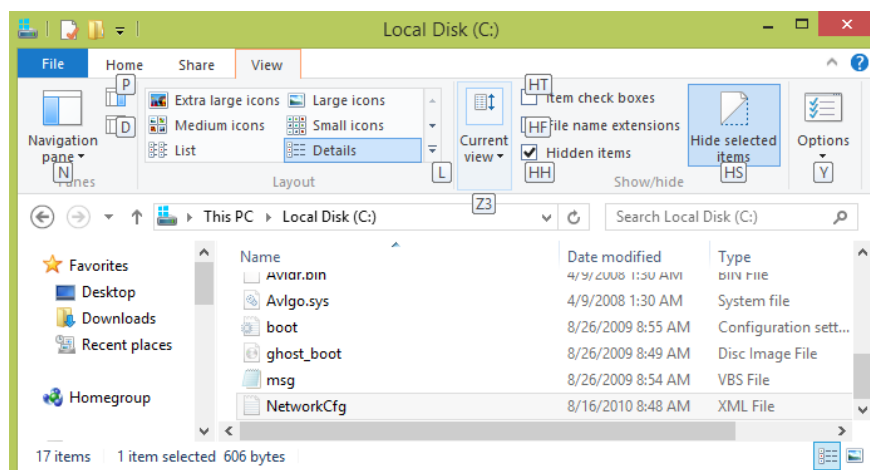 Local Disk (C:)
File Home Share View
P HT
Extra large icons Large icons Item check boxes
D HF
Medium icons Small icons File name extensions
Navigation pane List Details Current view Hidden items Hide selected items Options
N L HH HS Y
Panes Layout Show/hide
Z3
This PC Local Disk (C:) Search Local Disk (C:)
Favorites Name Date modified Type
Avldr.bin 4/9/2008 1:30 AM BIN File
Desktop Avlgo.sys 4/9/2008 1:30 AM System file
Downloads boot 8/26/2009 8:55 AM Configuration sett...
Recent places ghost_boot 8/26/2009 8:49 AM Disc Image File
msg 8/26/2009 8:54 AM VBS File
Homegroup NetworkCfg 8/16/2010 8:48 AM XML File
17 items 1 item selected 606 bytes